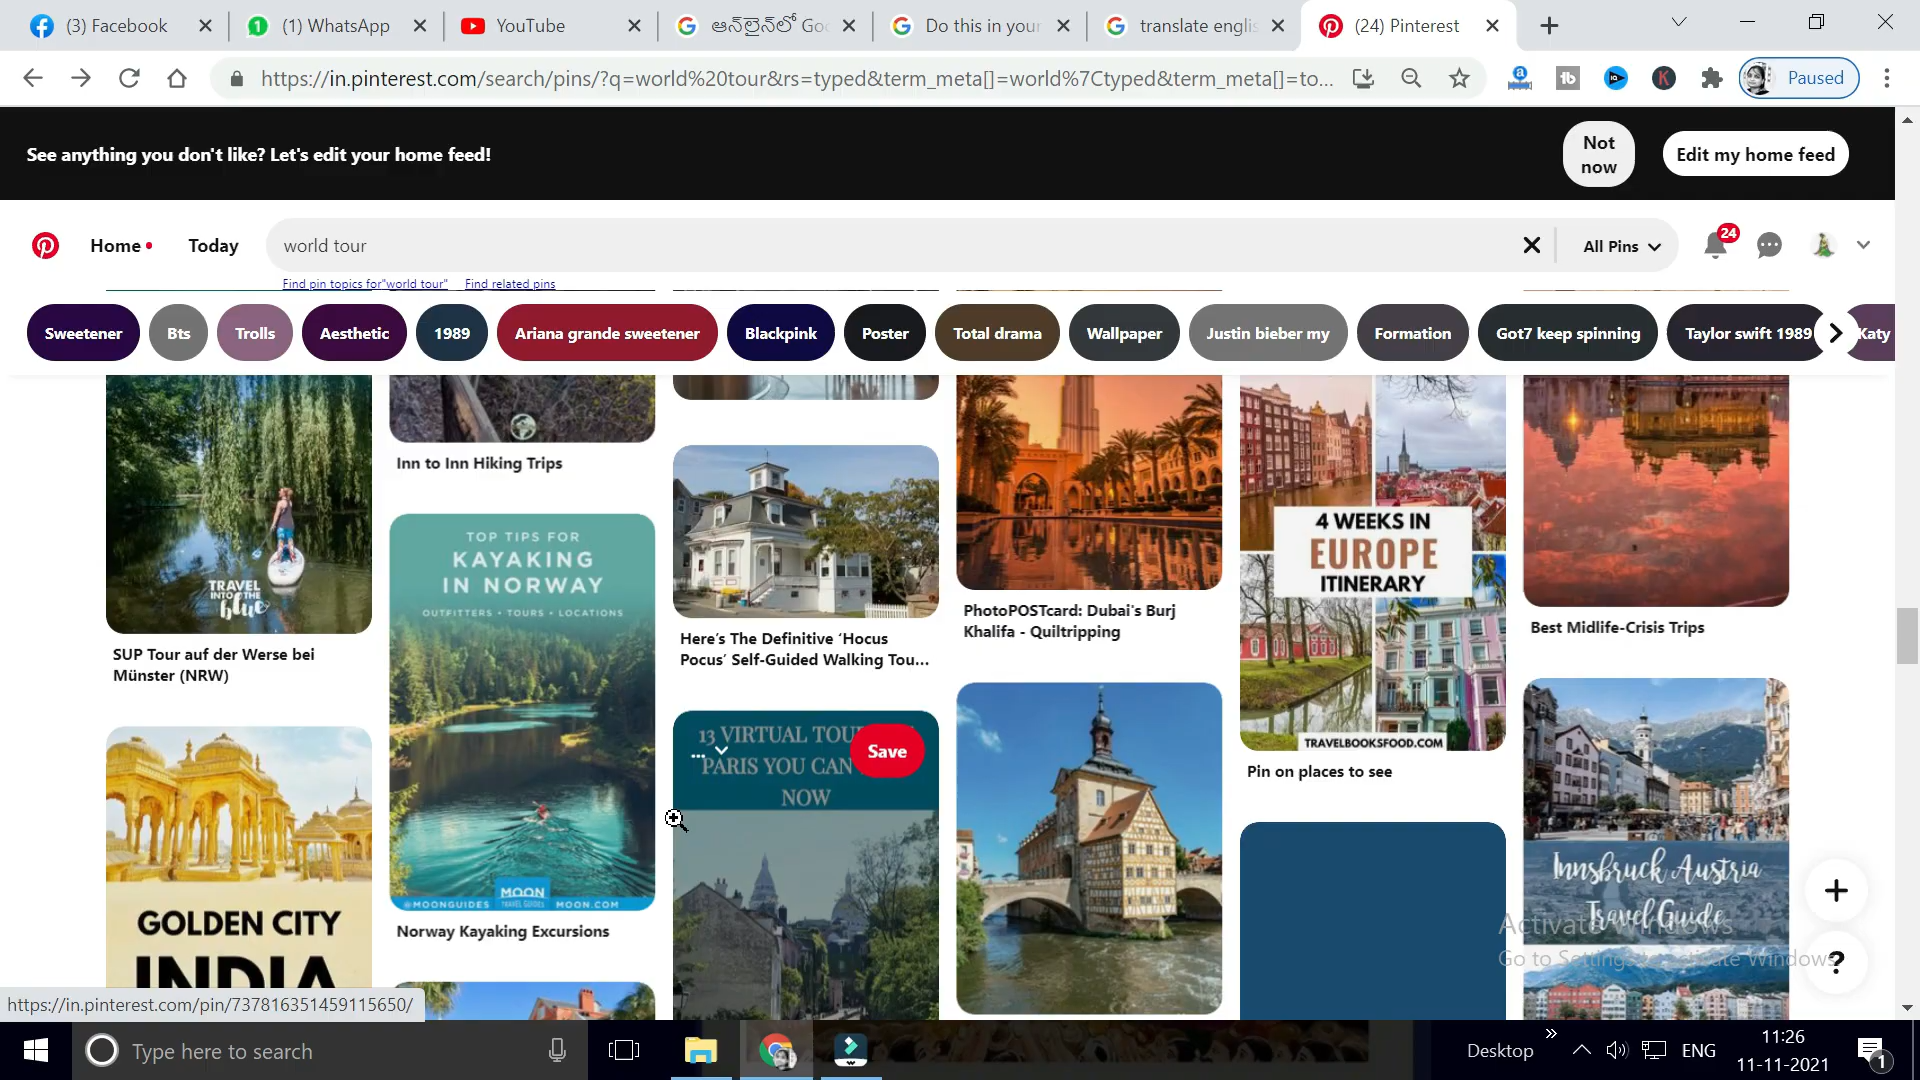 (3) Facebook
(1) WhatsApp
YouTube
ఆన్‌లైన్‌లో Goo
Do this in your
translate englis
(24) Pinterest
https://in.pinterest.com/search/pins/?q=world%20tour&rs=typed&term_meta[]=world%7Ctyped&term_meta[]=to...
Paused
See anything you don't like? Let's edit your home feed!
Not now
Edit my home feed
Home
Today
world tour
All Pins
24
Find pin topics for"world tour"
Find related pins
Sweetener
Bts
Trolls
Aesthetic
1989
Ariana grande sweetener
Blackpink
Poster
Total drama
Wallpaper
Justin bieber my
Formation
Got7 keep spinning
Taylor swift 1989
Katy
TRAVEL
INTO THE
blue
SUP Tour auf der Werse bei
Münster (NRW)
GOLDEN CITY
INDIA
Inn to Inn Hiking Trips
TOP TIPS FOR
KAYAKING
IN NORWAY
OUTFITTERS • TOURS • LOCATIONS
@MOONGUIDES
MOON
TRAVEL GUIDES
MOON.COM
Norway Kayaking Excursions
Here's The Definitive ‘Hocus
Pocus’ Self-Guided Walking Tou...
13 VIRTUAL TOU
PARIS YOU CAN
NOW
Save
PhotoPOSTcard: Dubai's Burj
Khalifa - Quiltripping
4 WEEKS IN
EUROPE
ITINERARY
TRAVELBOOKSFOOD.COM
Pin on places to see
Best Midlife-Crisis Trips
Innsbruck Austria
Travel Guide
Activate Windows
Go to Settings to activate Windows.
https://in.pinterest.com/pin/737816351459115650/
Type here to search
Desktop
ENG
11:26
11-11-2021
1